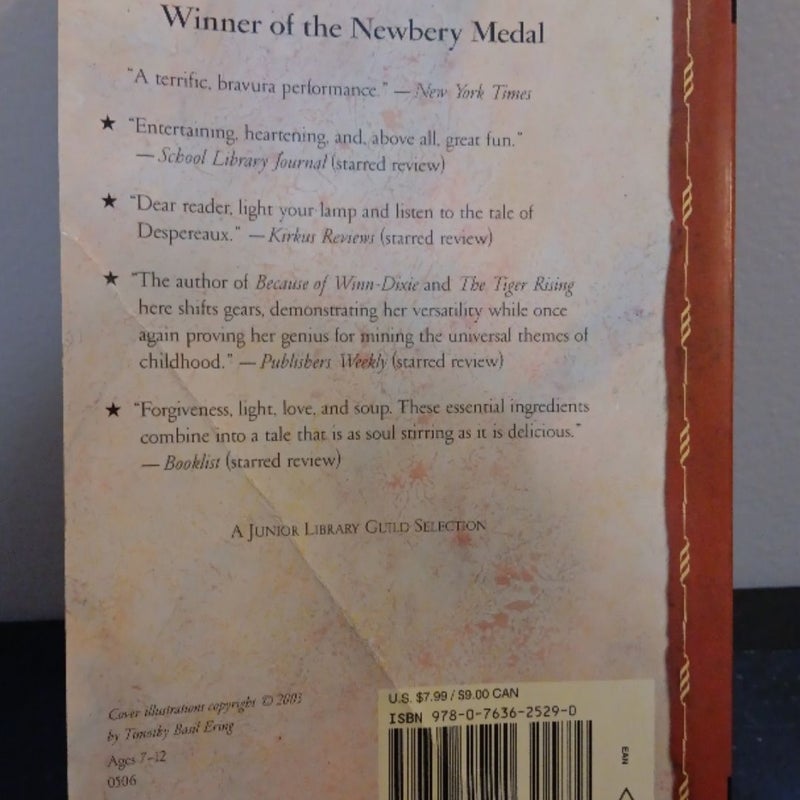 Winner of the Newbery Medal
"A terrific, bravura performance." — New York Times
★ "Entertaining, heartening, and, above all, great fun."
— School Library Journal (starred review)
★ "Dear reader, light your lamp and listen to the tale of
Despereaux." — Kirkus Reviews (starred review)
★ "The author of Because of Winn-Dixie and The Tiger Rising
here shifts gears, demonstrating her versatility while once
again proving her genius for mining the universal themes of
childhood." — Publishers Weekly (starred review)
★ "Forgiveness, light, love, and soup. These essential ingredients
combine into a tale that is as soul stirring as it is delicious."
— Booklist (starred review)
A JUNIOR LIBRARY GUILD SELECTION
Cover illustrations copyright © 2003
by Timothy Basil Ering
Ages 7–12
0506
U.S. $7.99 / $9.00 CAN
ISBN 978-0-7636-2529-0
EAN